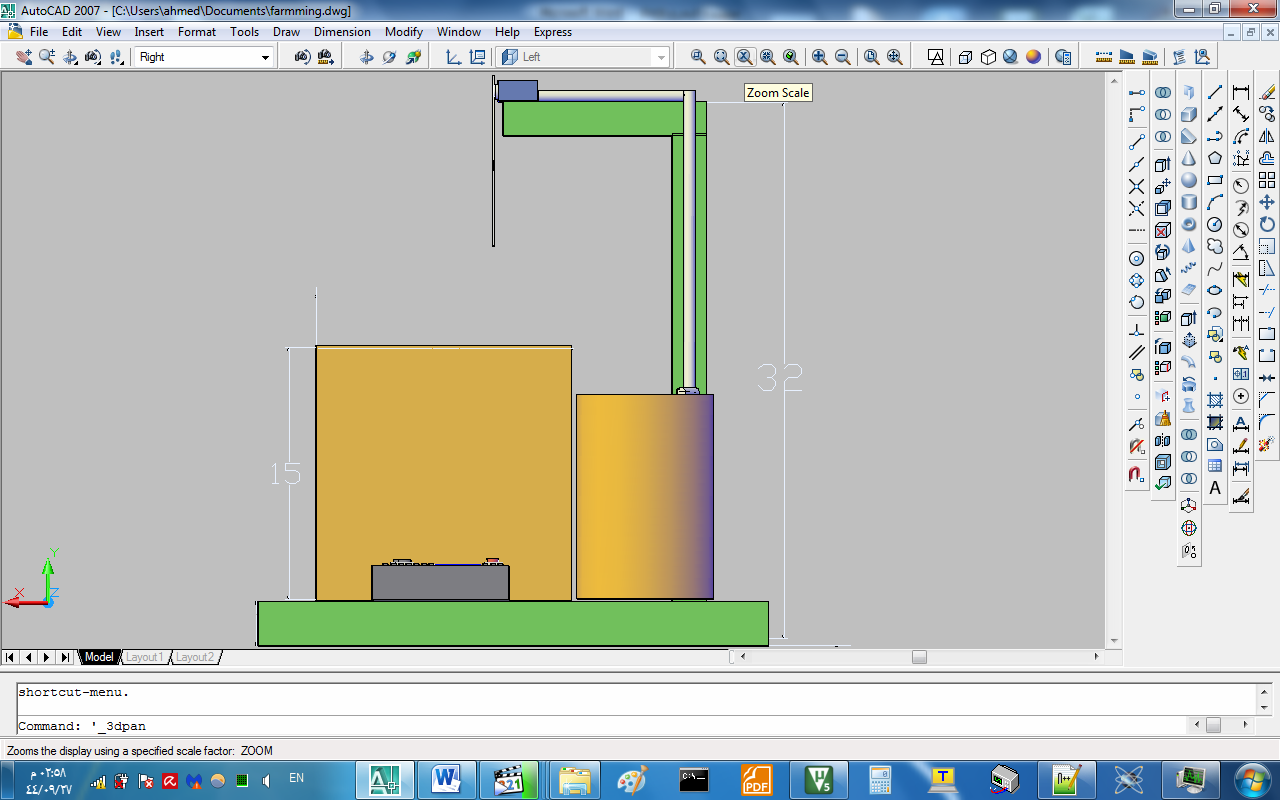 AutoCAD 2007 - [C:\Users\ahmed\Documents\farmming.dwg]
File Edit View Insert Format Tools Draw Dimension Modify Window Help Express
Right
Left
Zoom Scale
32
15
Y
X
Z
Model Layout1 Layout2
shortcut-menu.
Command: '_3dpan
Zooms the display using a specified scale factor: ZOOM
٠٢:٥٨ م
٤٤/٠٩/٢٧
EN